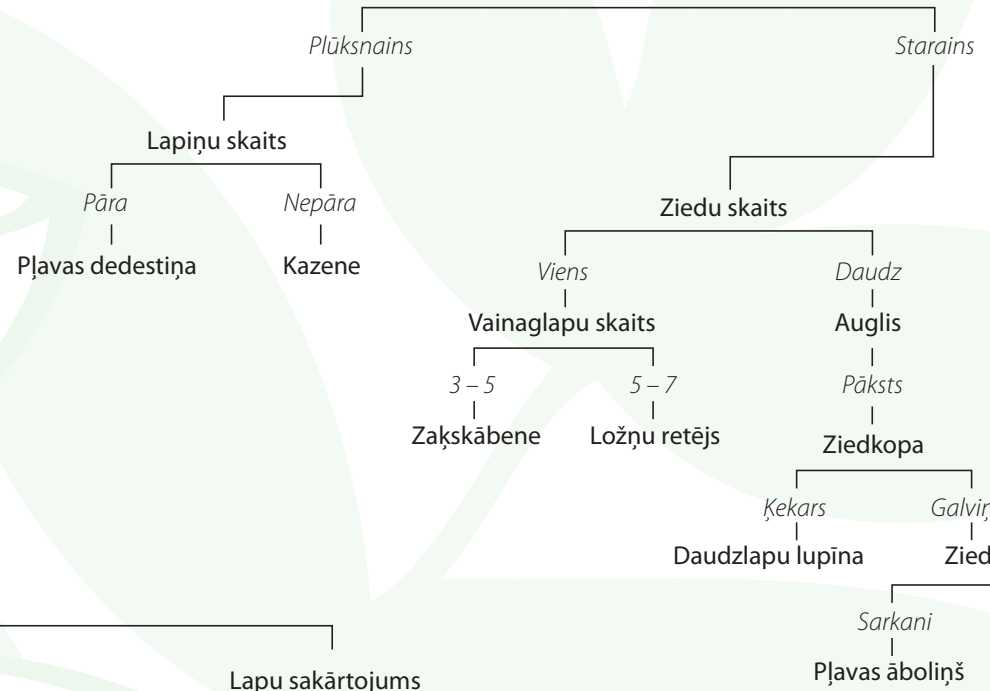 Plūksnains Starains
Lapiņu skaits
Pāra Nepāra Ziedu skaits
Pļavas dedestiņa Kazene Viens Daudz
Vainaglapu skaits Auglis
3 – 5 5 – 7 Pāksts
Zaķskābene Ložņu retējs Ziedkopa
Ķekars
Daudzlapu lupīna
Sarkani
Lapu sakārtojums Pļavas āboliņš